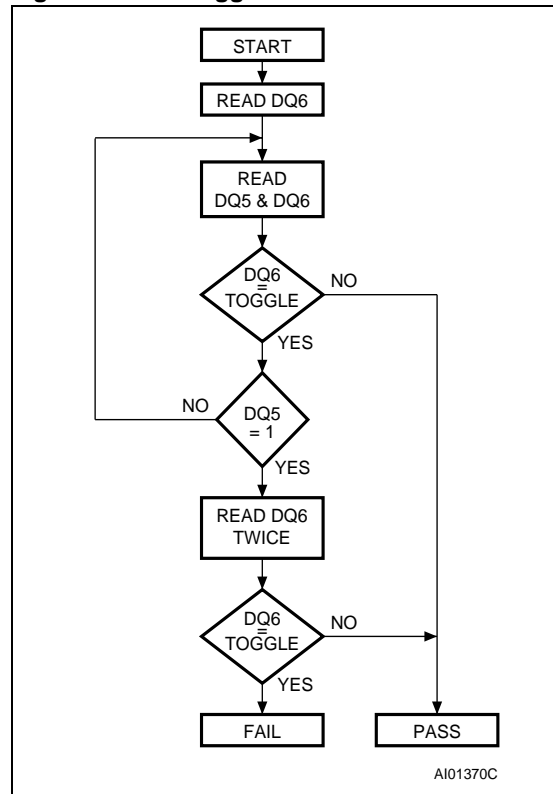 START
READ DQ6
READ
DQ5 & DQ6
DQ6
=
TOGGLE
NO
YES
NO
DQ5
= 1
YES
READ DQ6
TWICE
DQ6
=
TOGGLE
NO
YES
FAIL
PASS
AI01370C